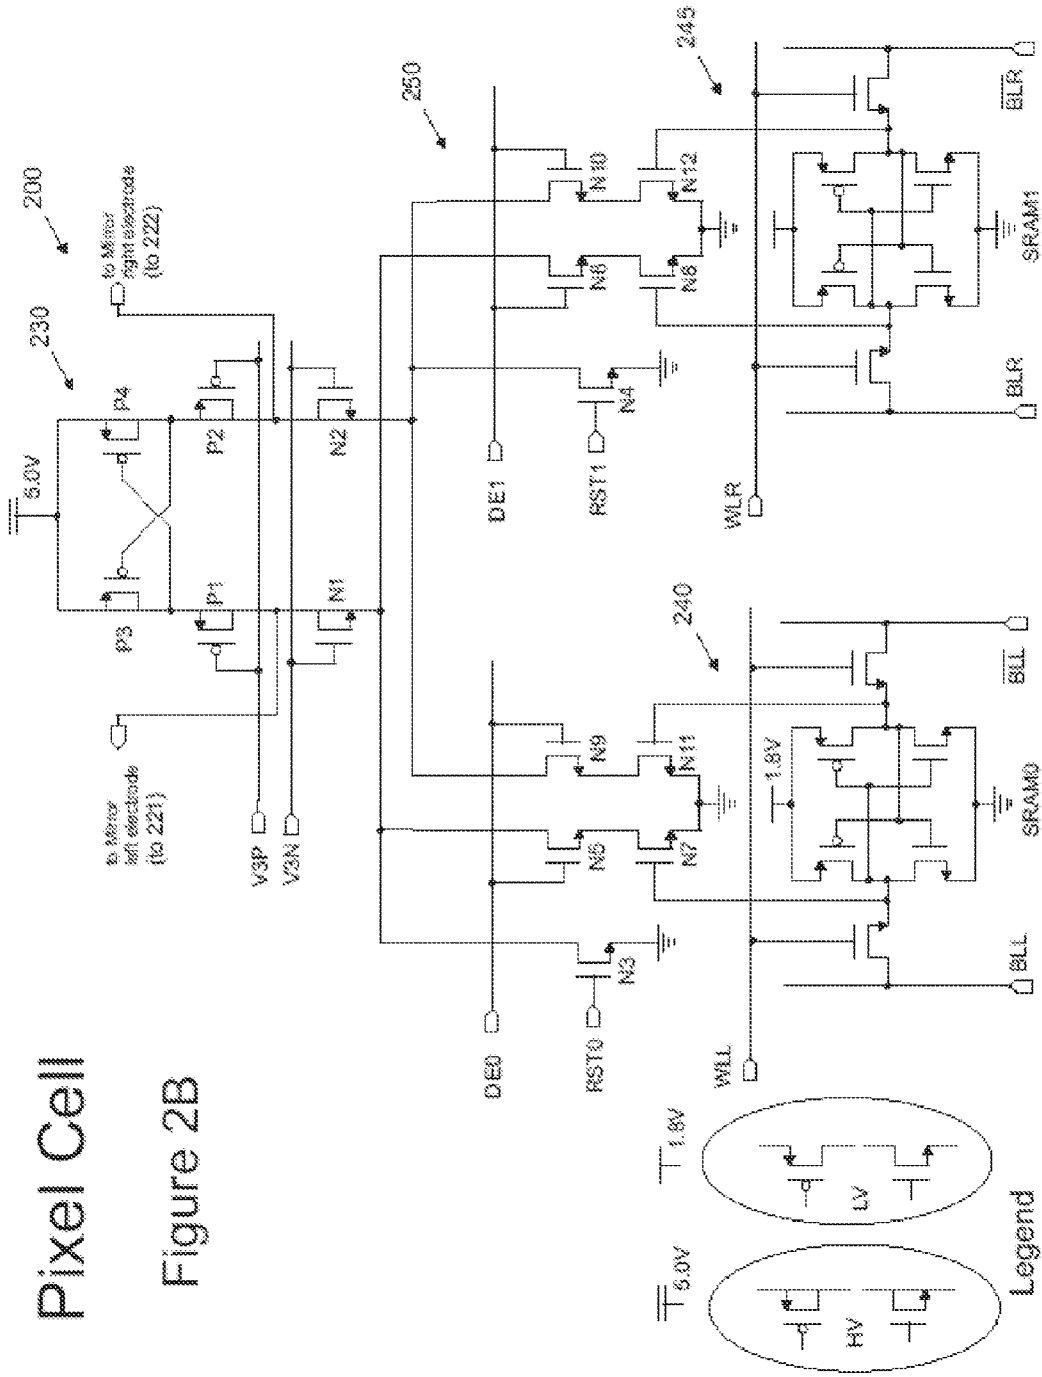 Pixel Cell
Figure 2B
200
230
5.0V
to Mirror
right electrode
(to 222)
to Mirror
left electrode
(to 221)
P3
P4
P1
P2
V3P
V3N
N1
N2
250
DE0
DE1
N5
N9
N6
N10
RST0
N3
N7
N11
RST1
N4
N8
N12
240
245
WLL
WLR
1.8V
BLL
SRAM0
BLL
BLR
SRAM1
BLR
5.0V
1.8V
HV
LV
Legend